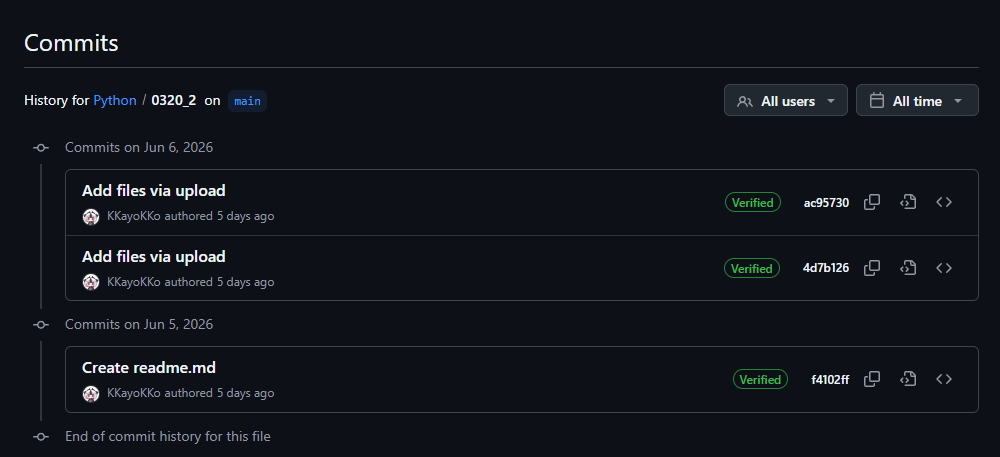 Commits
History for Python / 0320_2 on main
All users
All time
Commits on Jun 6, 2026
Add files via upload
KKayoKKo authored 5 days ago
Verified
ac95730
Add files via upload
KKayoKKo authored 5 days ago
Verified
4d7b126
Commits on Jun 5, 2026
Create readme.md
KKayoKKo authored 5 days ago
Verified
f4102ff
End of commit history for this file